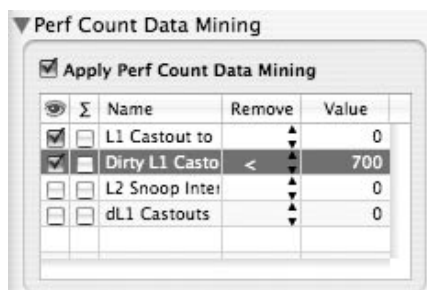 Perf Count Data Mining
Apply Perf Count Data Mining
Σ Name Remove Value
L1 Castout to 0
Dirty L1 Casto < 700
L2 Snoop Inter 0
dL1 Castouts 0